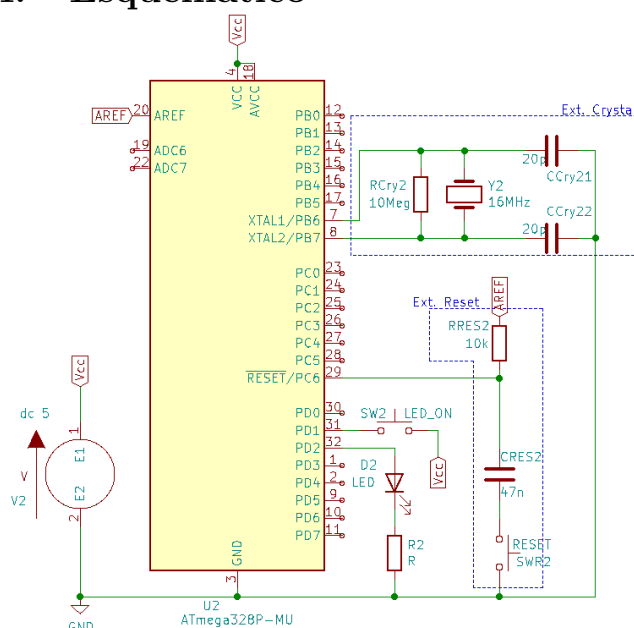 Esquemático
Vcc
4
18
VCC
AVCC
AREF
20
AREF
19
ADC6
22
ADC7
PB0
12
PB1
13
PB2
14
PB3
15
PB4
16
PB5
17
XTAL1/PB6
7
XTAL2/PB7
8
Ext. Crysta
RCry2
10Meg
Y2
16MHz
20p
CCry21
CCry22
20p
PC0
23
PC1
24
PC2
25
PC3
26
PC4
27
PC5
28
RESET/PC6
29
Ext. Reset
AREF
RRES2
10k
CRES2
47n
RESET
SWR2
PD0
30
PD1
31
PD2
32
PD3
1
PD4
2
PD5
9
PD6
10
PD7
11
SW2
LED_ON
Vcc
D2
LED
R2
R
Vcc
dc 5
1
E1
V
V2
E2
2
GND
GND
3
U2
ATmega328P-MU